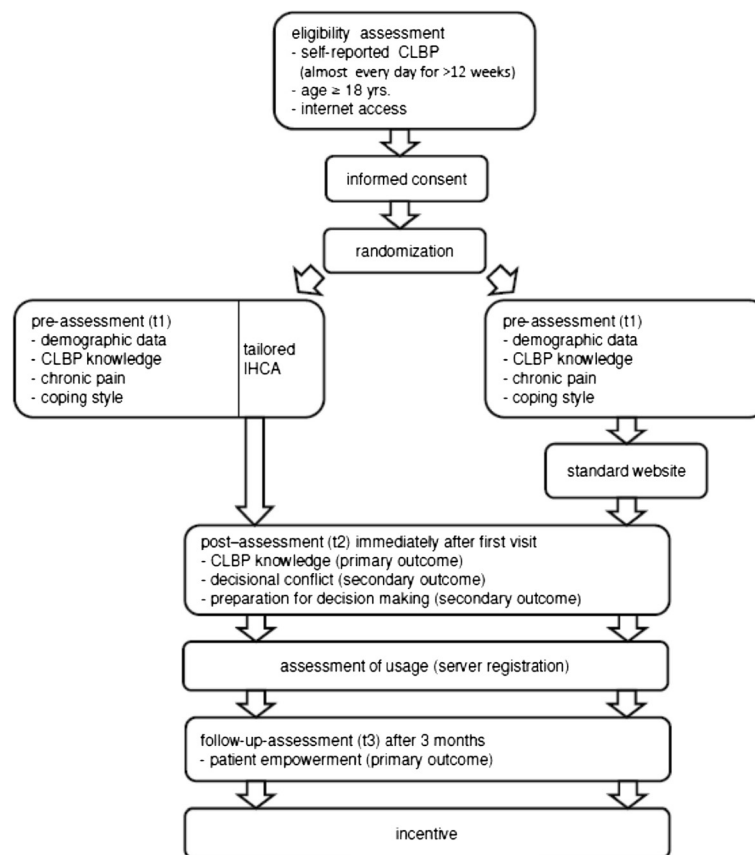 eligibility assessment
- self-reported CLBP
(almost every day for >12 weeks)
- age ≥ 18 yrs.
- internet access
informed consent
randomization
pre-assessment (t1)
- demographic data
- CLBP knowledge
- chronic pain
- coping style
tailored
IHCA
pre-assessment (t1)
- demographic data
- CLBP knowledge
- chronic pain
- coping style
standard website
post–assessment (t2) immediately after first visit
- CLBP knowledge (primary outcome)
- decisional conflict (secondary outcome)
- preparation for decision making (secondary outcome)
assessment of usage (server registration)
follow-up-assessment (t3) after 3 months
- patient empowerment (primary outcome)
incentive